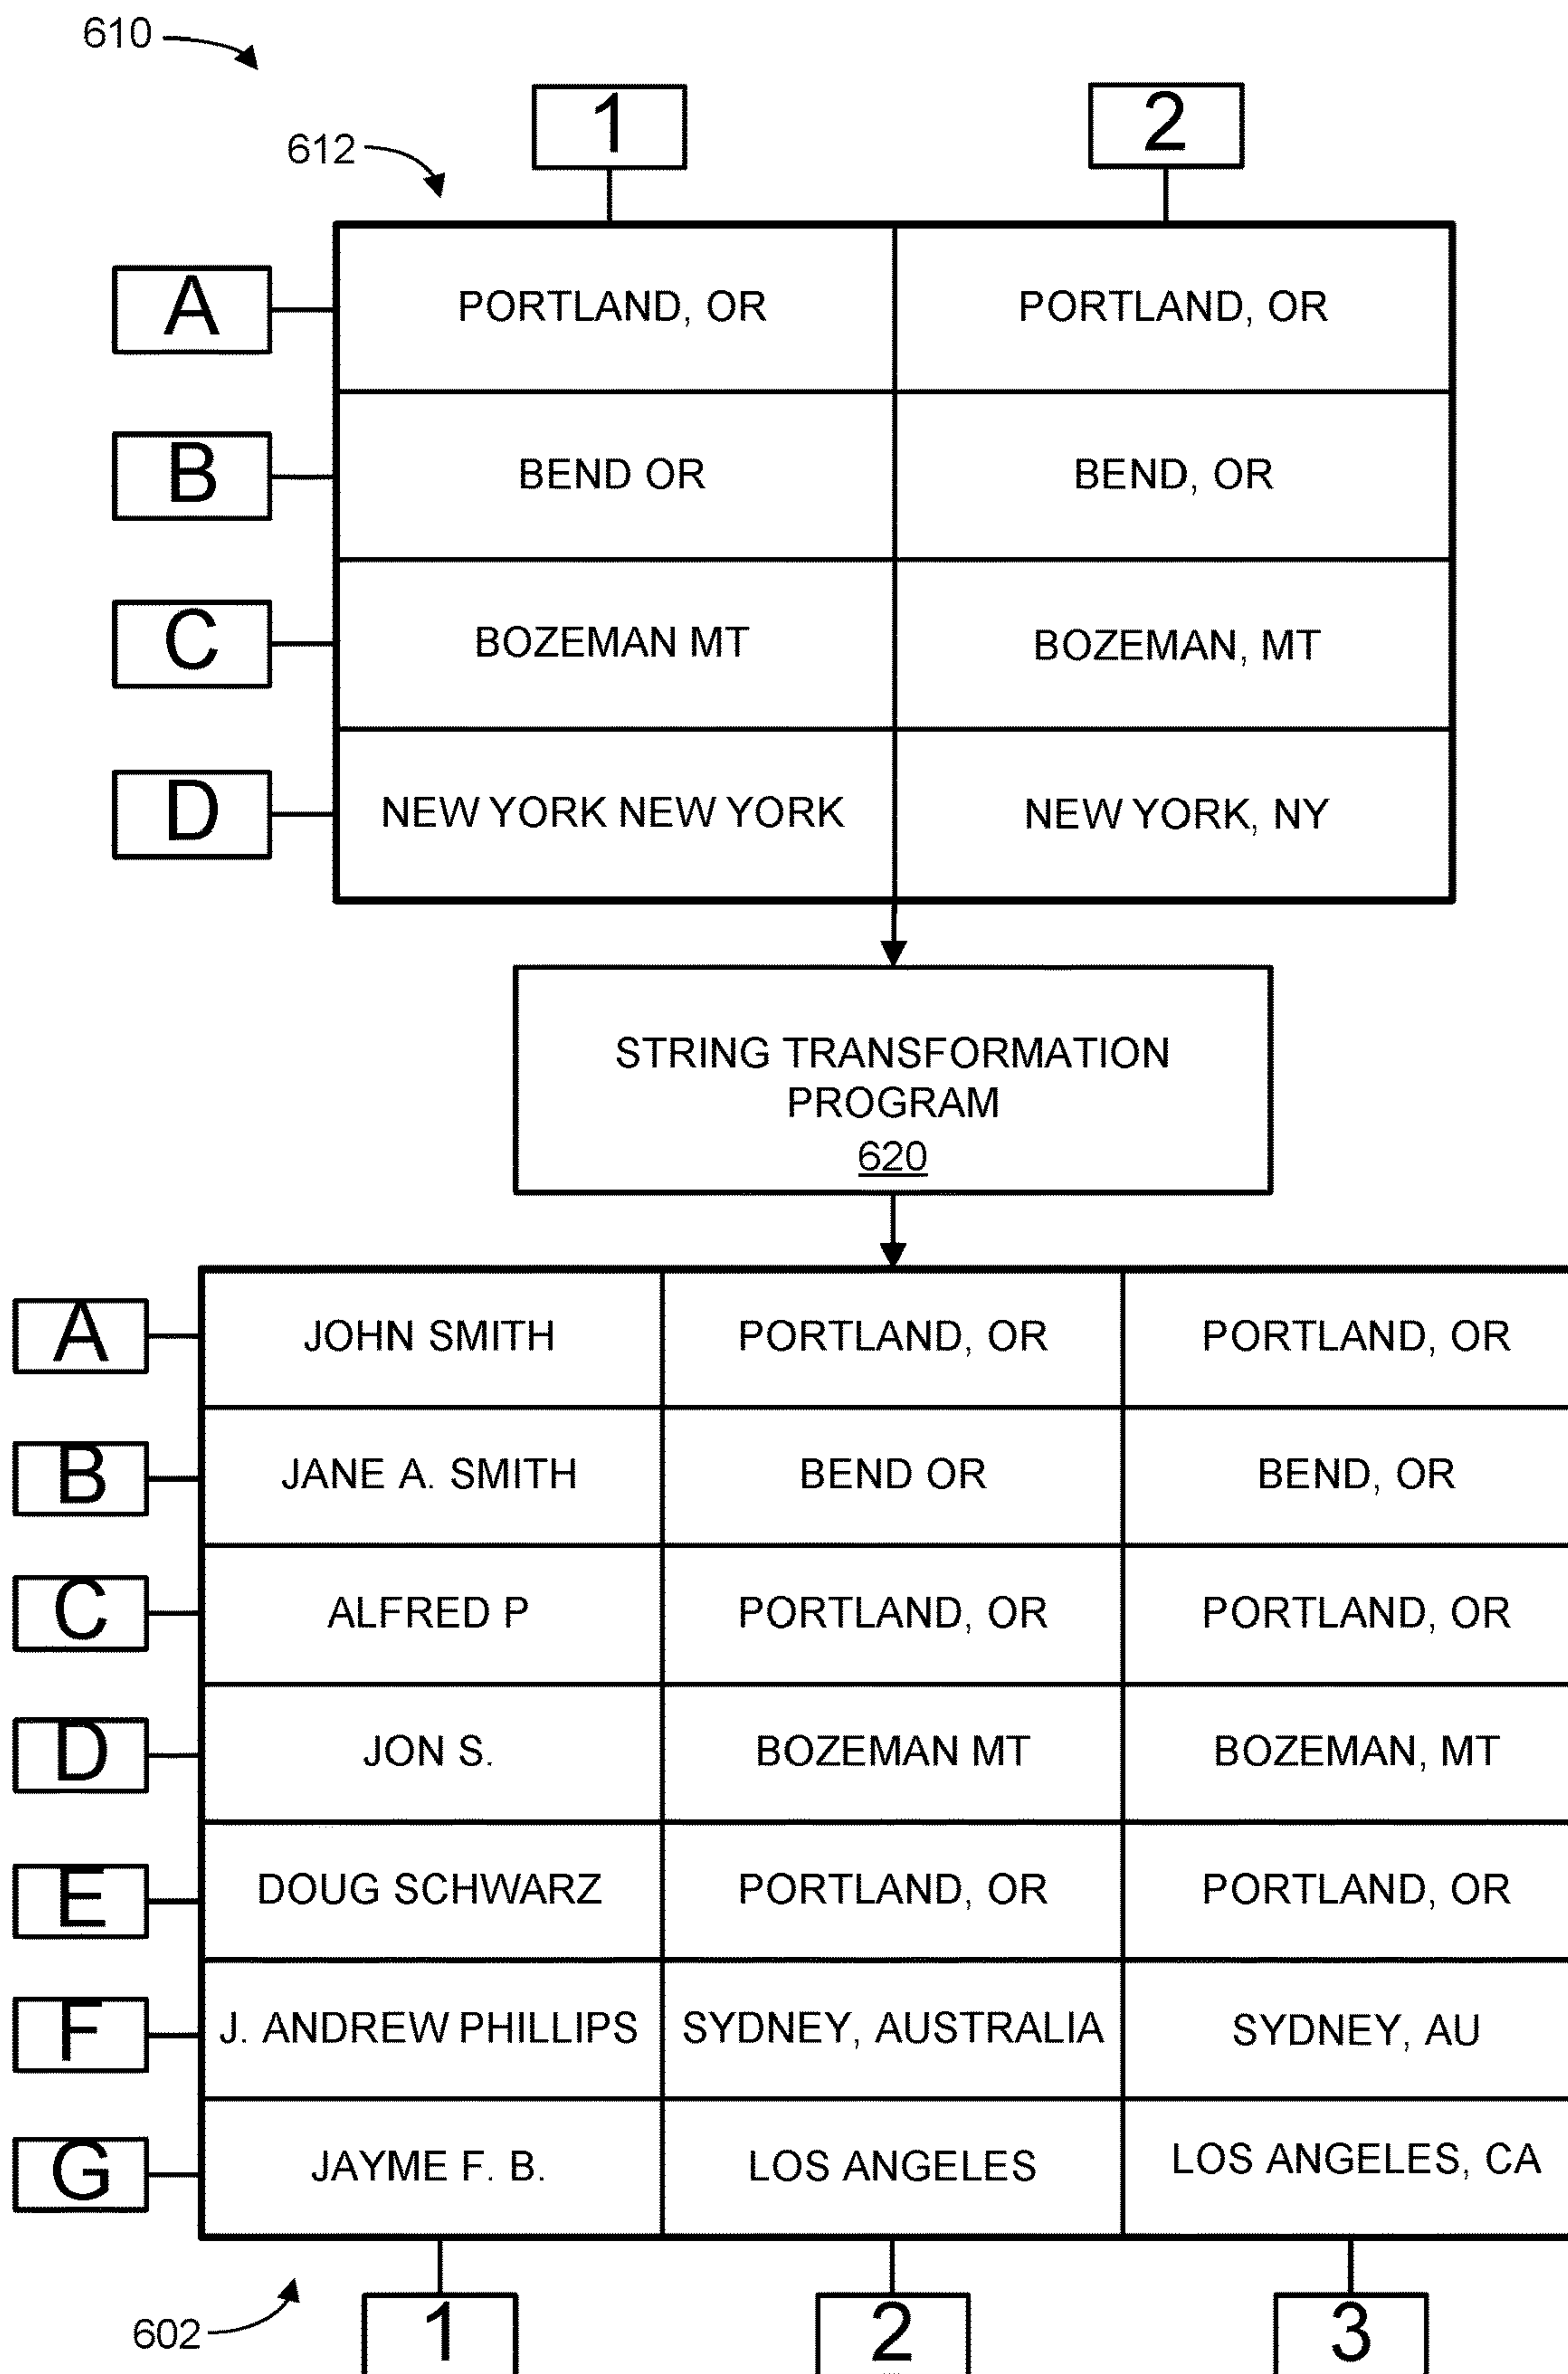 610
612
1
2
A
PORTLAND, OR
PORTLAND, OR
B
BEND OR
BEND, OR
C
BOZEMAN MT
BOZEMAN, MT
D
NEW YORK NEW YORK
NEW YORK, NY
STRING TRANSFORMATION
PROGRAM
620
A
JOHN SMITH
PORTLAND, OR
PORTLAND, OR
B
JANE A. SMITH
BEND OR
BEND, OR
C
ALFRED P
PORTLAND, OR
PORTLAND, OR
D
JON S.
BOZEMAN MT
BOZEMAN, MT
E
DOUG SCHWARZ
PORTLAND, OR
PORTLAND, OR
F
J. ANDREW PHILLIPS
SYDNEY, AUSTRALIA
SYDNEY, AU
G
JAYME F. B.
LOS ANGELES
LOS ANGELES, CA
602
1
2
3